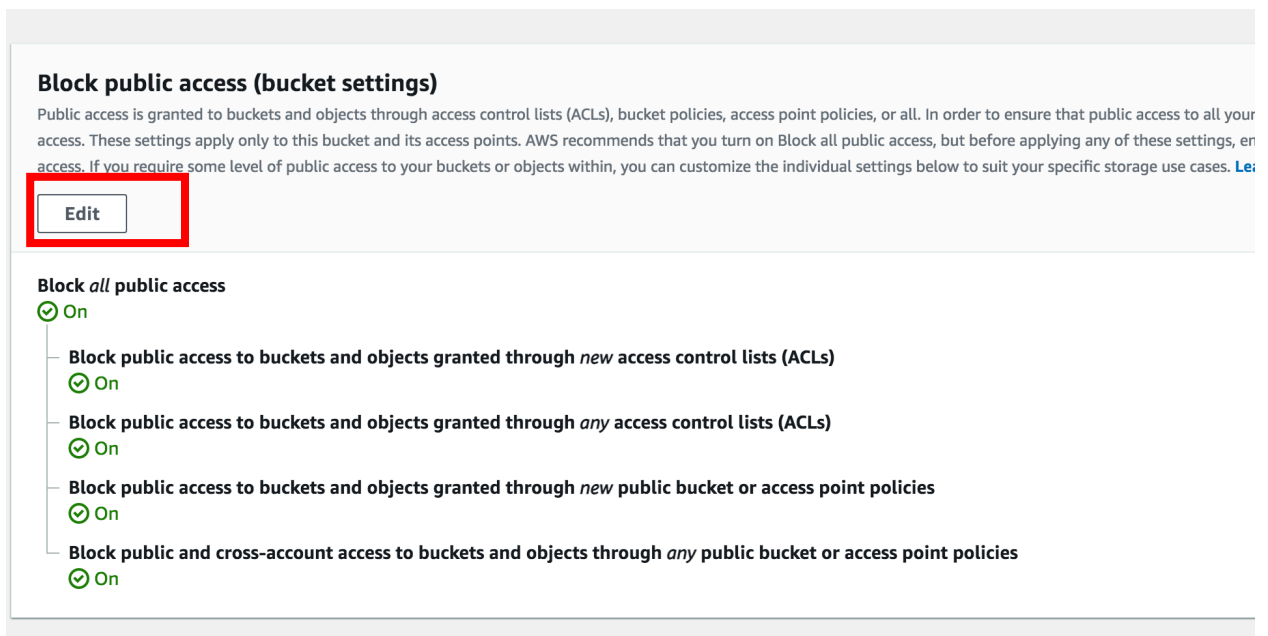 Block public access (bucket settings)
Public access is granted to buckets and objects through access control lists (ACLs), bucket policies, access point policies, or all. In order to ensure that public access to all your
access. These settings apply only to this bucket and its access points. AWS recommends that you turn on Block all public access, but before applying any of these settings, en
access. If you require some level of public access to your buckets or objects within, you can customize the individual settings below to suit your specific storage use cases. Lea
Edit
Block all public access
On
Block public access to buckets and objects granted through new access control lists (ACLs)
On
Block public access to buckets and objects granted through any access control lists (ACLs)
On
Block public access to buckets and objects granted through new public bucket or access point policies
On
Block public and cross-account access to buckets and objects through any public bucket or access point policies
On